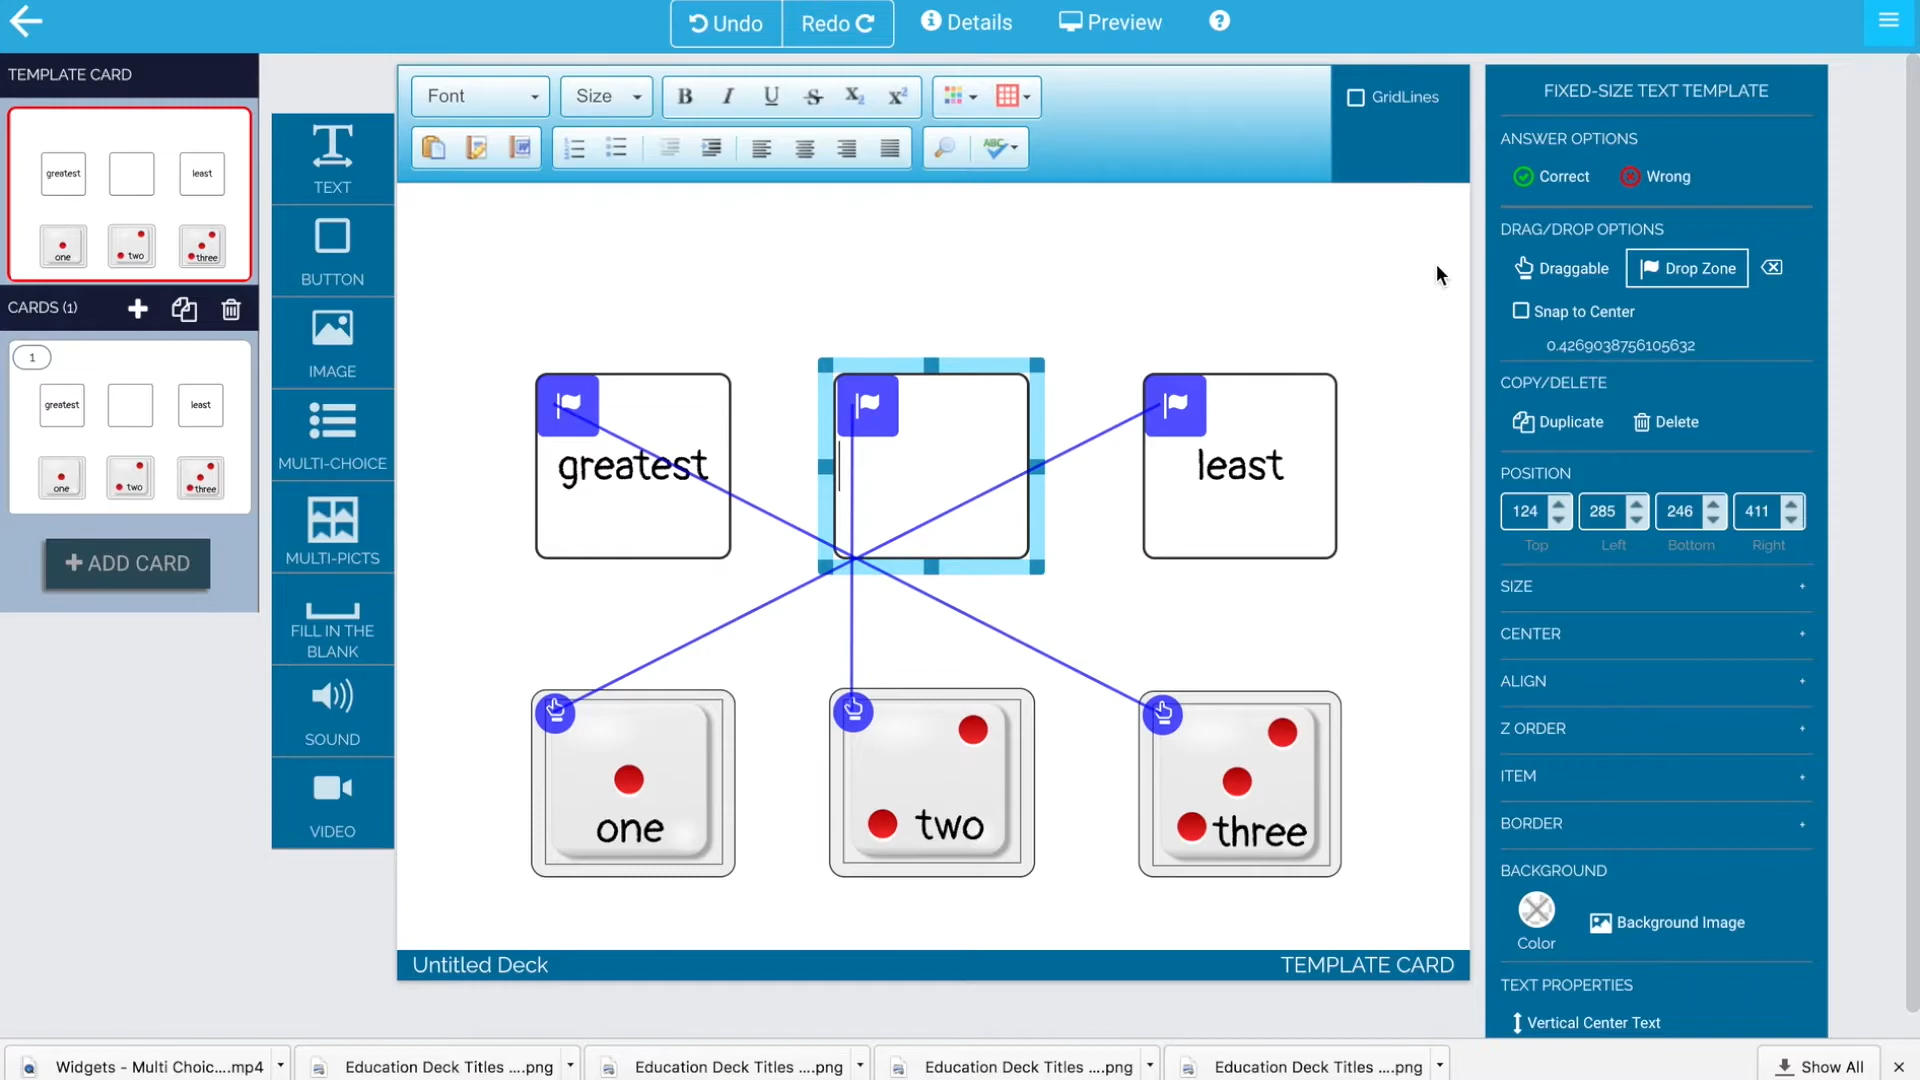 Undo
Redo
Details
Preview
?
TEMPLATE CARD
greatest
least
one
two
three
CARDS (1)
1
greatest
least
one
two
three
+ ADD CARD
TEXT
BUTTON
IMAGE
MULTI-CHOICE
MULTI-PICTS
FILL IN THE
BLANK
SOUND
VIDEO
Font
Size
B I U S X2 X2
ABC
GridLines
greatest
least
one
two
three
Untitled Deck
TEMPLATE CARD
FIXED-SIZE TEXT TEMPLATE
ANSWER OPTIONS
Correct
Wrong
DRAG/DROP OPTIONS
Draggable
Drop Zone
Snap to Center
0.4269038756105632
COPY/DELETE
Duplicate
Delete
POSITION
124 285 246 411
Top Left Bottom Right
SIZE +
CENTER +
ALIGN +
Z ORDER +
ITEM +
BORDER +
BACKGROUND
Color
Background Image
TEXT PROPERTIES
Vertical Center Text
Widgets - Multi Choic....mp4
Education Deck Titles ....png
Education Deck Titles ....png
Education Deck Titles ....png
Education Deck Titles ....png
Show All